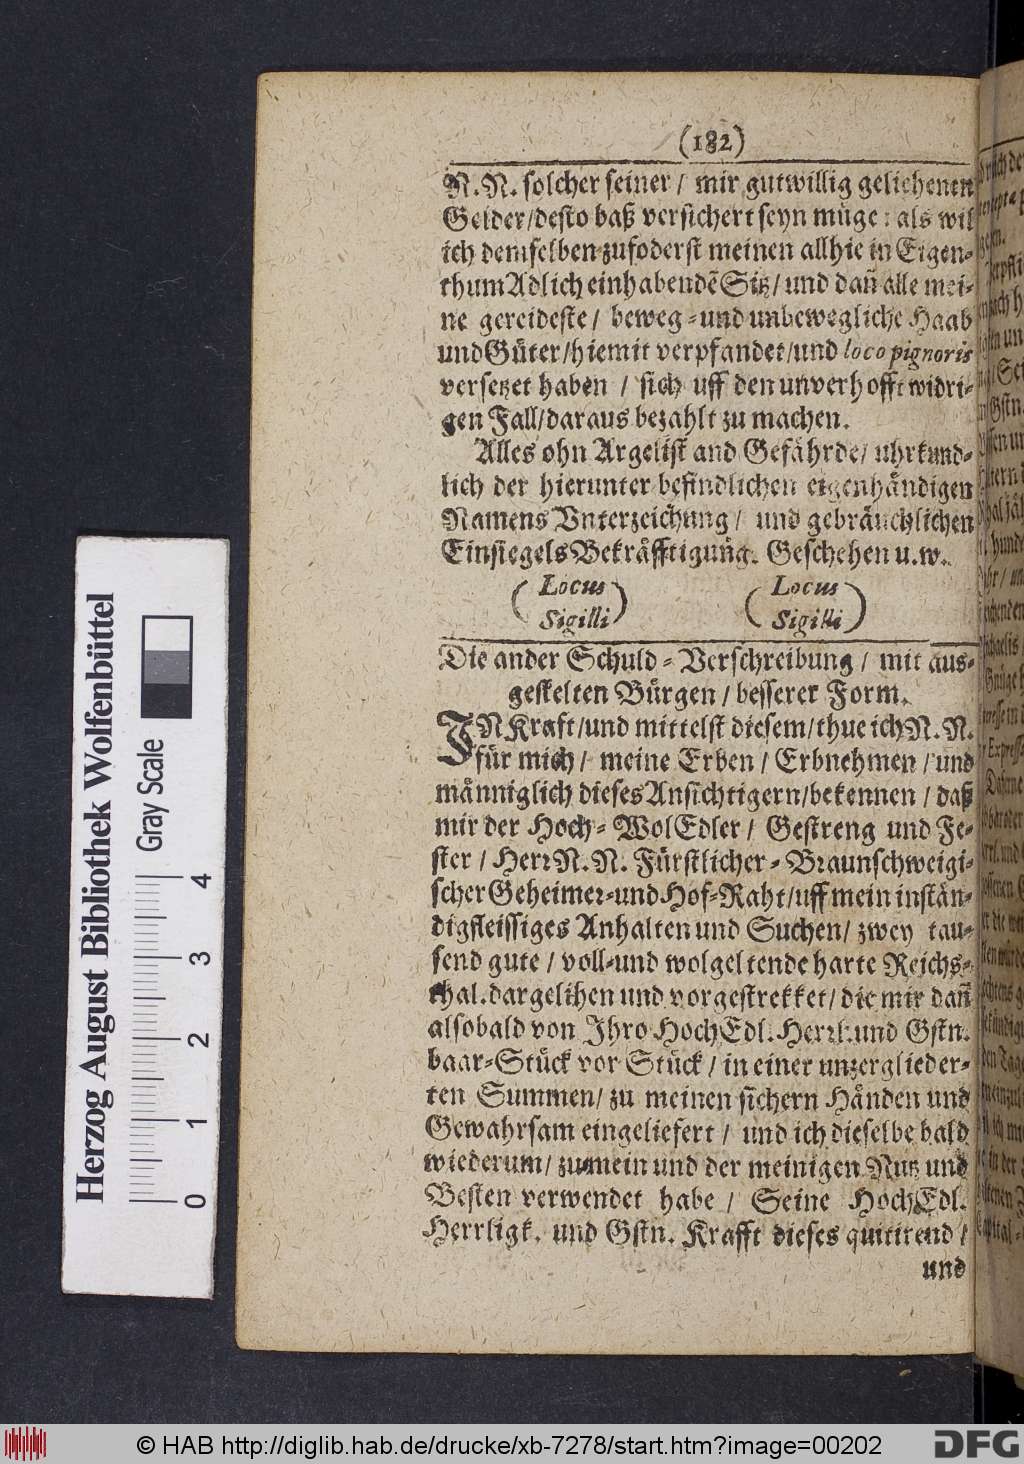 (182)
N. N. solcher seiner / mir gutwillig geliehenen
Gelder/desto baß versichert seyn müge: als wil
ich demselben zufoderst meinen allhie in Eigen-
thum Adlich einhabendẽ Sitz/ und dañ alle mei-
ne gereideste/ beweg- und unbewegliche Haab
und Güter/hiemit verpfandet/und loco pignoris
versetzet haben / sich uff den unverhofft widri-
gen Fall/daraus bezahlt zu machen.
Alles ohn Argelist and Gefährde/ uhrkund-
lich der hierunter befindlichen eigenhändigen
Namens Vnterzeichung/ und gebräuchlichen
Einsiegels Bekräfftigung. Geschehen u.w.
(Locus Sigilli) (Locus Sigilli)
Die ander Schuld-Verschreibung/ mit aus-
gestelten Bürgen/ besserer Form.
IN Kraft/und mittelst diesem/thue ich N. N.
für mich/ meine Erben/ Erbnehmen/ und
männiglich dieses Ansichtigern/bekennen/ daß
mir der Hoch-WolEdler/ Gestreng und Fe-
ster/ Herr N. N. Fürstlicher-Braunschweigi-
scher Geheimer-und Hof-Raht/uff mein instän-
digfleissiges Anhalten und Suchen/ zwey tau-
send gute/ voll-und wolgeltende harte Reichs-
thal. dargelihen und vorgestrekket/die mir dañ
alsobald von Ihro HochEdl. Herrl. und Gstn.
baar-Stück vor Stück/ in einer unzerglieder-
ten Summen/ zu meinen sichern Händen und
Gewahrsam eingeliefert/ und ich dieselbe bald
wiederum/ zu mein und der meinigen Nutz und
Besten verwendet habe/ Seine HochEdl.
Herrligk. und Gstn. Krafft dieses quitirend/
und
Herzog August Bibliothek Wolfenbüttel
Gray Scale
0 1 2 3 4
© HAB http://diglib.hab.de/drucke/xb-7278/start.htm?image=00202
DFG